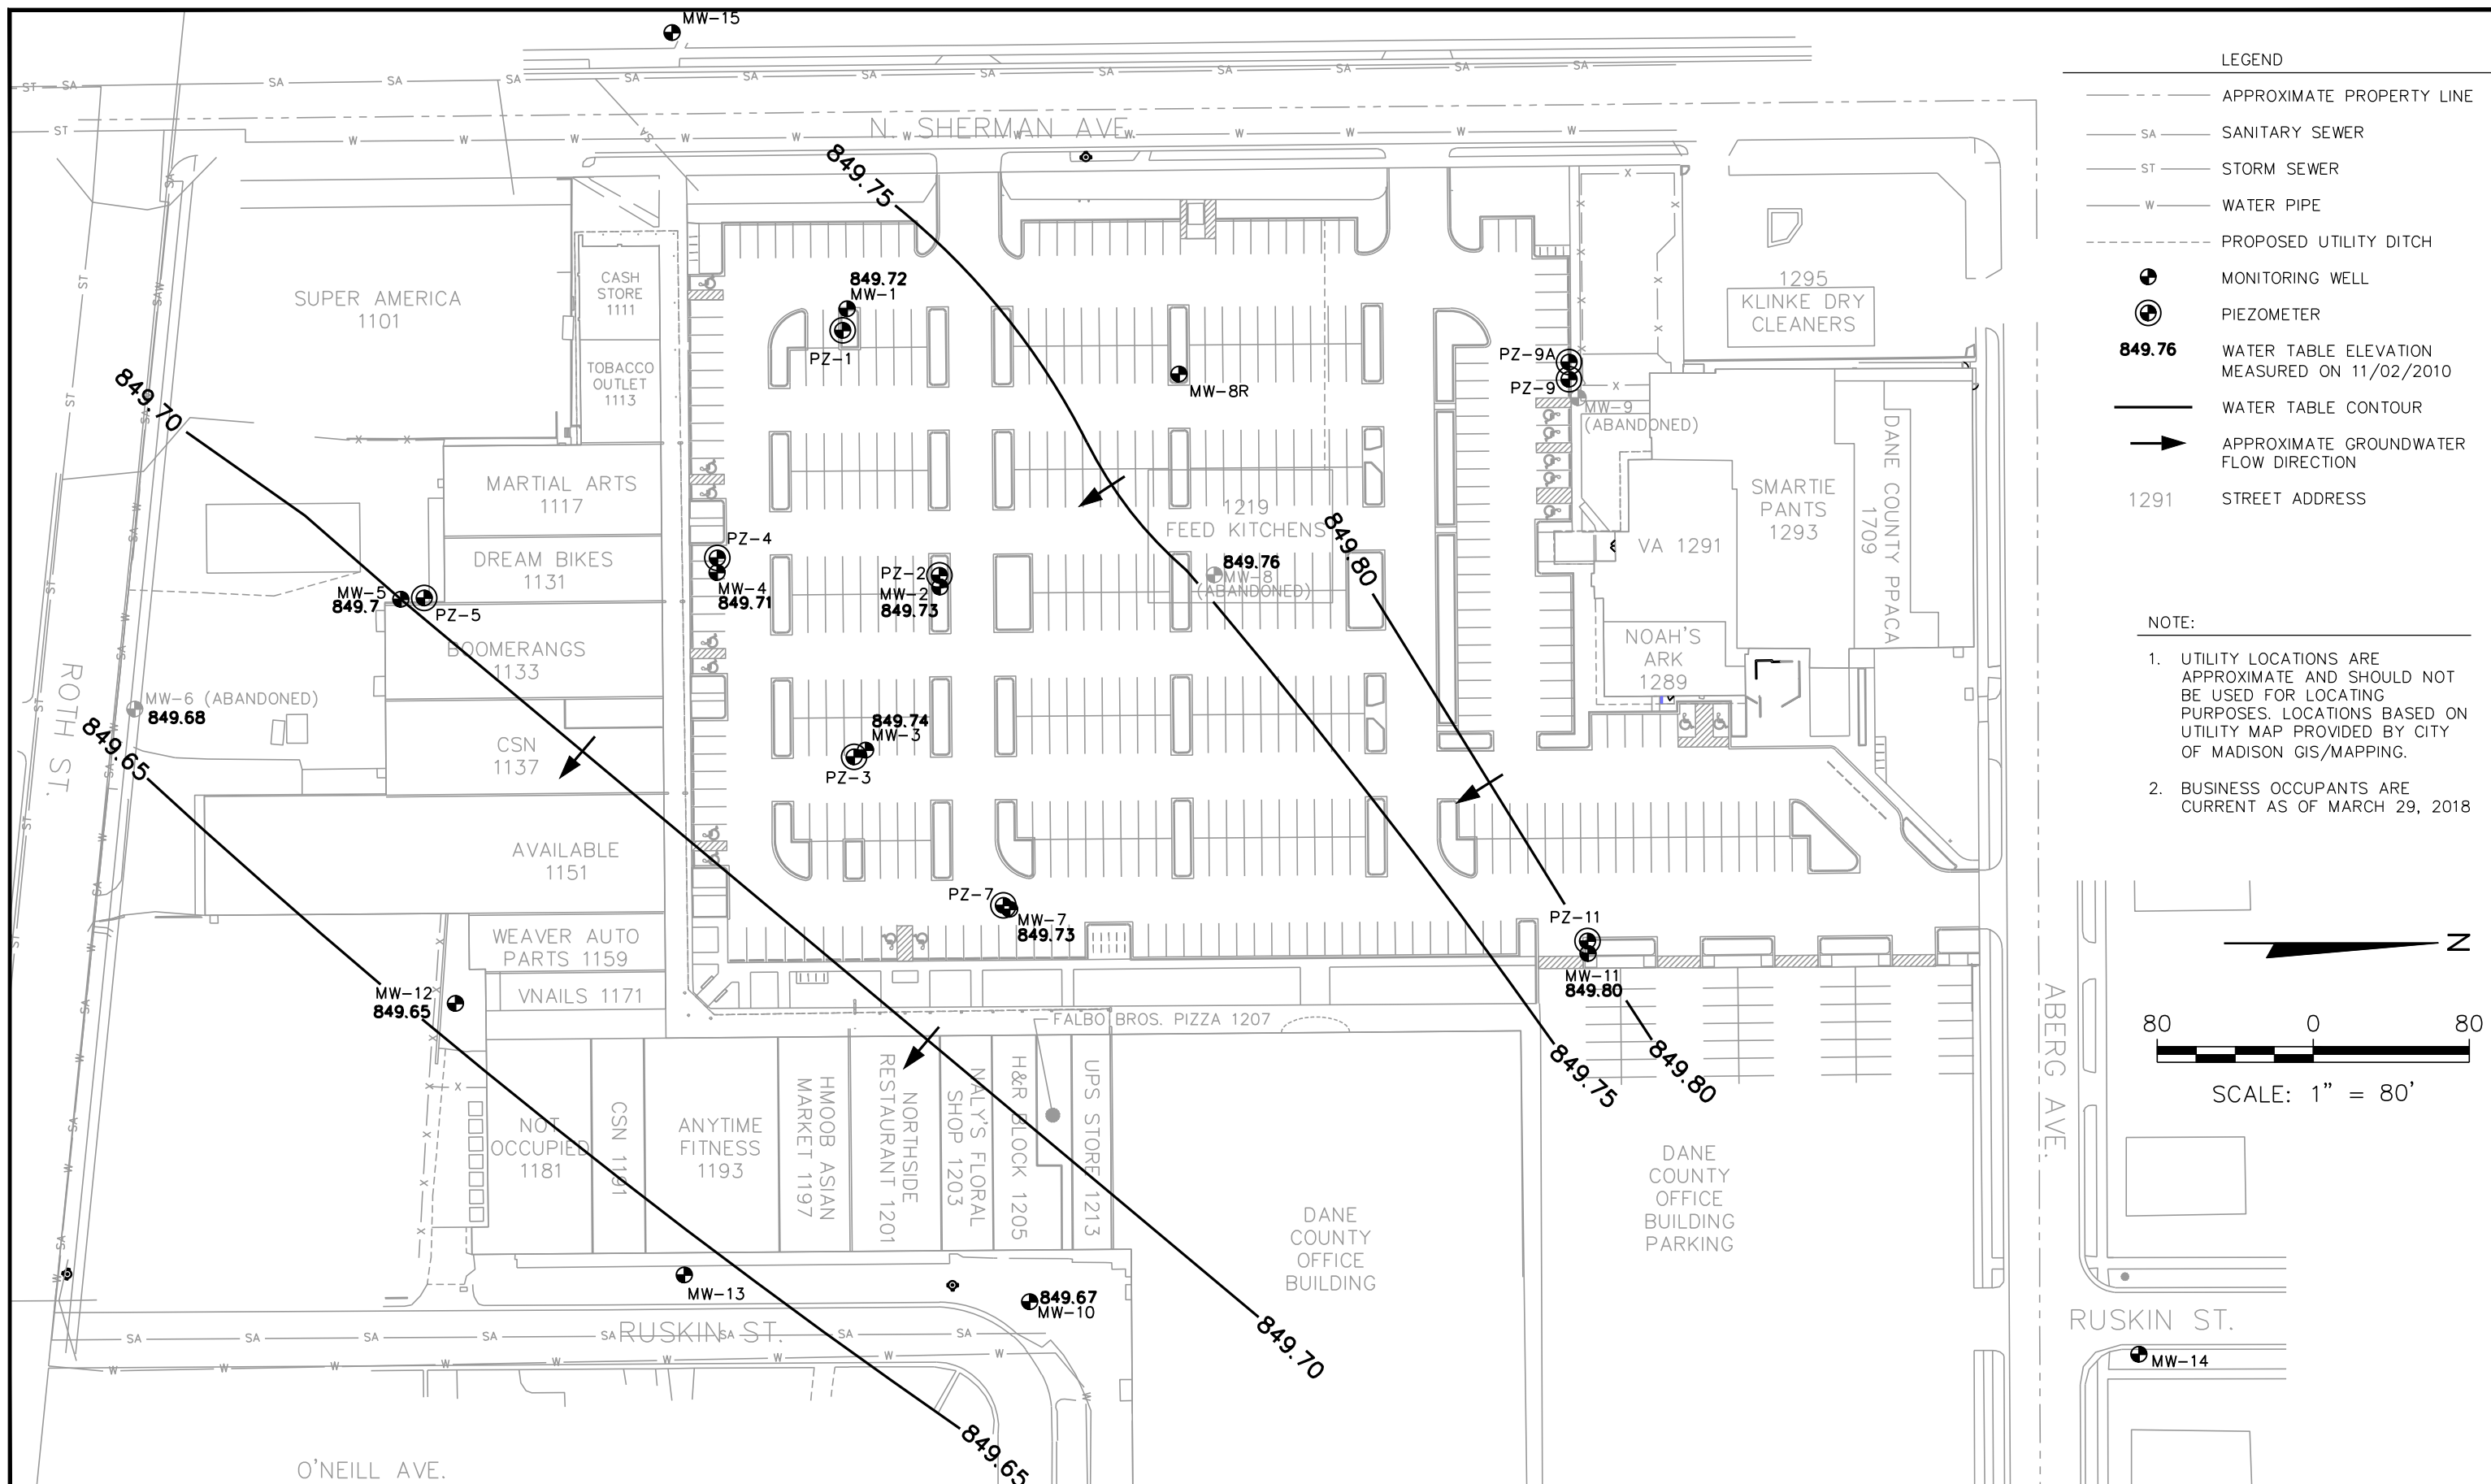 MW-15
N. SHERMAN AVE
849.75
SUPER AMERICA
1101
CASH
STORE
1111
849.72
MW-1
PZ-1
TOBACCO
OUTLET
1113
849.70
MW-8R
PZ-9A
PZ-9
MW-9
(ABANDONED)
1295
KLINKE DRY
CLEANERS
MARTIAL ARTS
1117
DREAM BIKES
1131
PZ-4
MW-4
849.71
PZ-2
MW-2
849.73
1219
FEED KITCHENS
849.76
MW-8
(ABANDONED)
849.80
VA 1291
SMARTIE
PANTS
1293
DANE COUNTY PPACA
1709
MW-5
849.7
PZ-5
BOOMERANGS
1133
NOAH'S
ARK
1289
MW-6 (ABANDONED)
849.68
ROTH ST.
849.65
849.74
MW-3
PZ-3
CSN
1137
AVAILABLE
1151
PZ-7
MW-7
849.73
WEAVER AUTO
PARTS 1159
VNAILS 1171
MW-12
849.65
PZ-11
MW-11
849.80
FALBO BROS. PIZZA 1207
849.75
849.80
NOT
OCCUPIED
1181
CSN 1191
ANYTIME
FITNESS
1193
HMOOB ASIAN
MARKET 1197
NORTHSIDE
RESTAURANT 1201
NALY'S FLORAL
SHOP 1203
H&R BLOCK 1205
UPS STORE 1213
DANE
COUNTY
OFFICE
BUILDING
DANE
COUNTY
OFFICE
BUILDING
PARKING
ABERG AVE.
MW-13
849.67
MW-10
RUSKIN ST.
849.70
849.65
O'NEILL AVE.
RUSKIN ST.
MW-14
LEGEND
APPROXIMATE PROPERTY LINE
SA SANITARY SEWER
ST STORM SEWER
W WATER PIPE
PROPOSED UTILITY DITCH
MONITORING WELL
PIEZOMETER
849.76 WATER TABLE ELEVATION
MEASURED ON 11/02/2010
WATER TABLE CONTOUR
APPROXIMATE GROUNDWATER
FLOW DIRECTION
1291 STREET ADDRESS
NOTE:
1. UTILITY LOCATIONS ARE
APPROXIMATE AND SHOULD NOT
BE USED FOR LOCATING
PURPOSES. LOCATIONS BASED ON
UTILITY MAP PROVIDED BY CITY
OF MADISON GIS/MAPPING.
2. BUSINESS OCCUPANTS ARE
CURRENT AS OF MARCH 29, 2018
N
80 0 80
SCALE: 1" = 80'